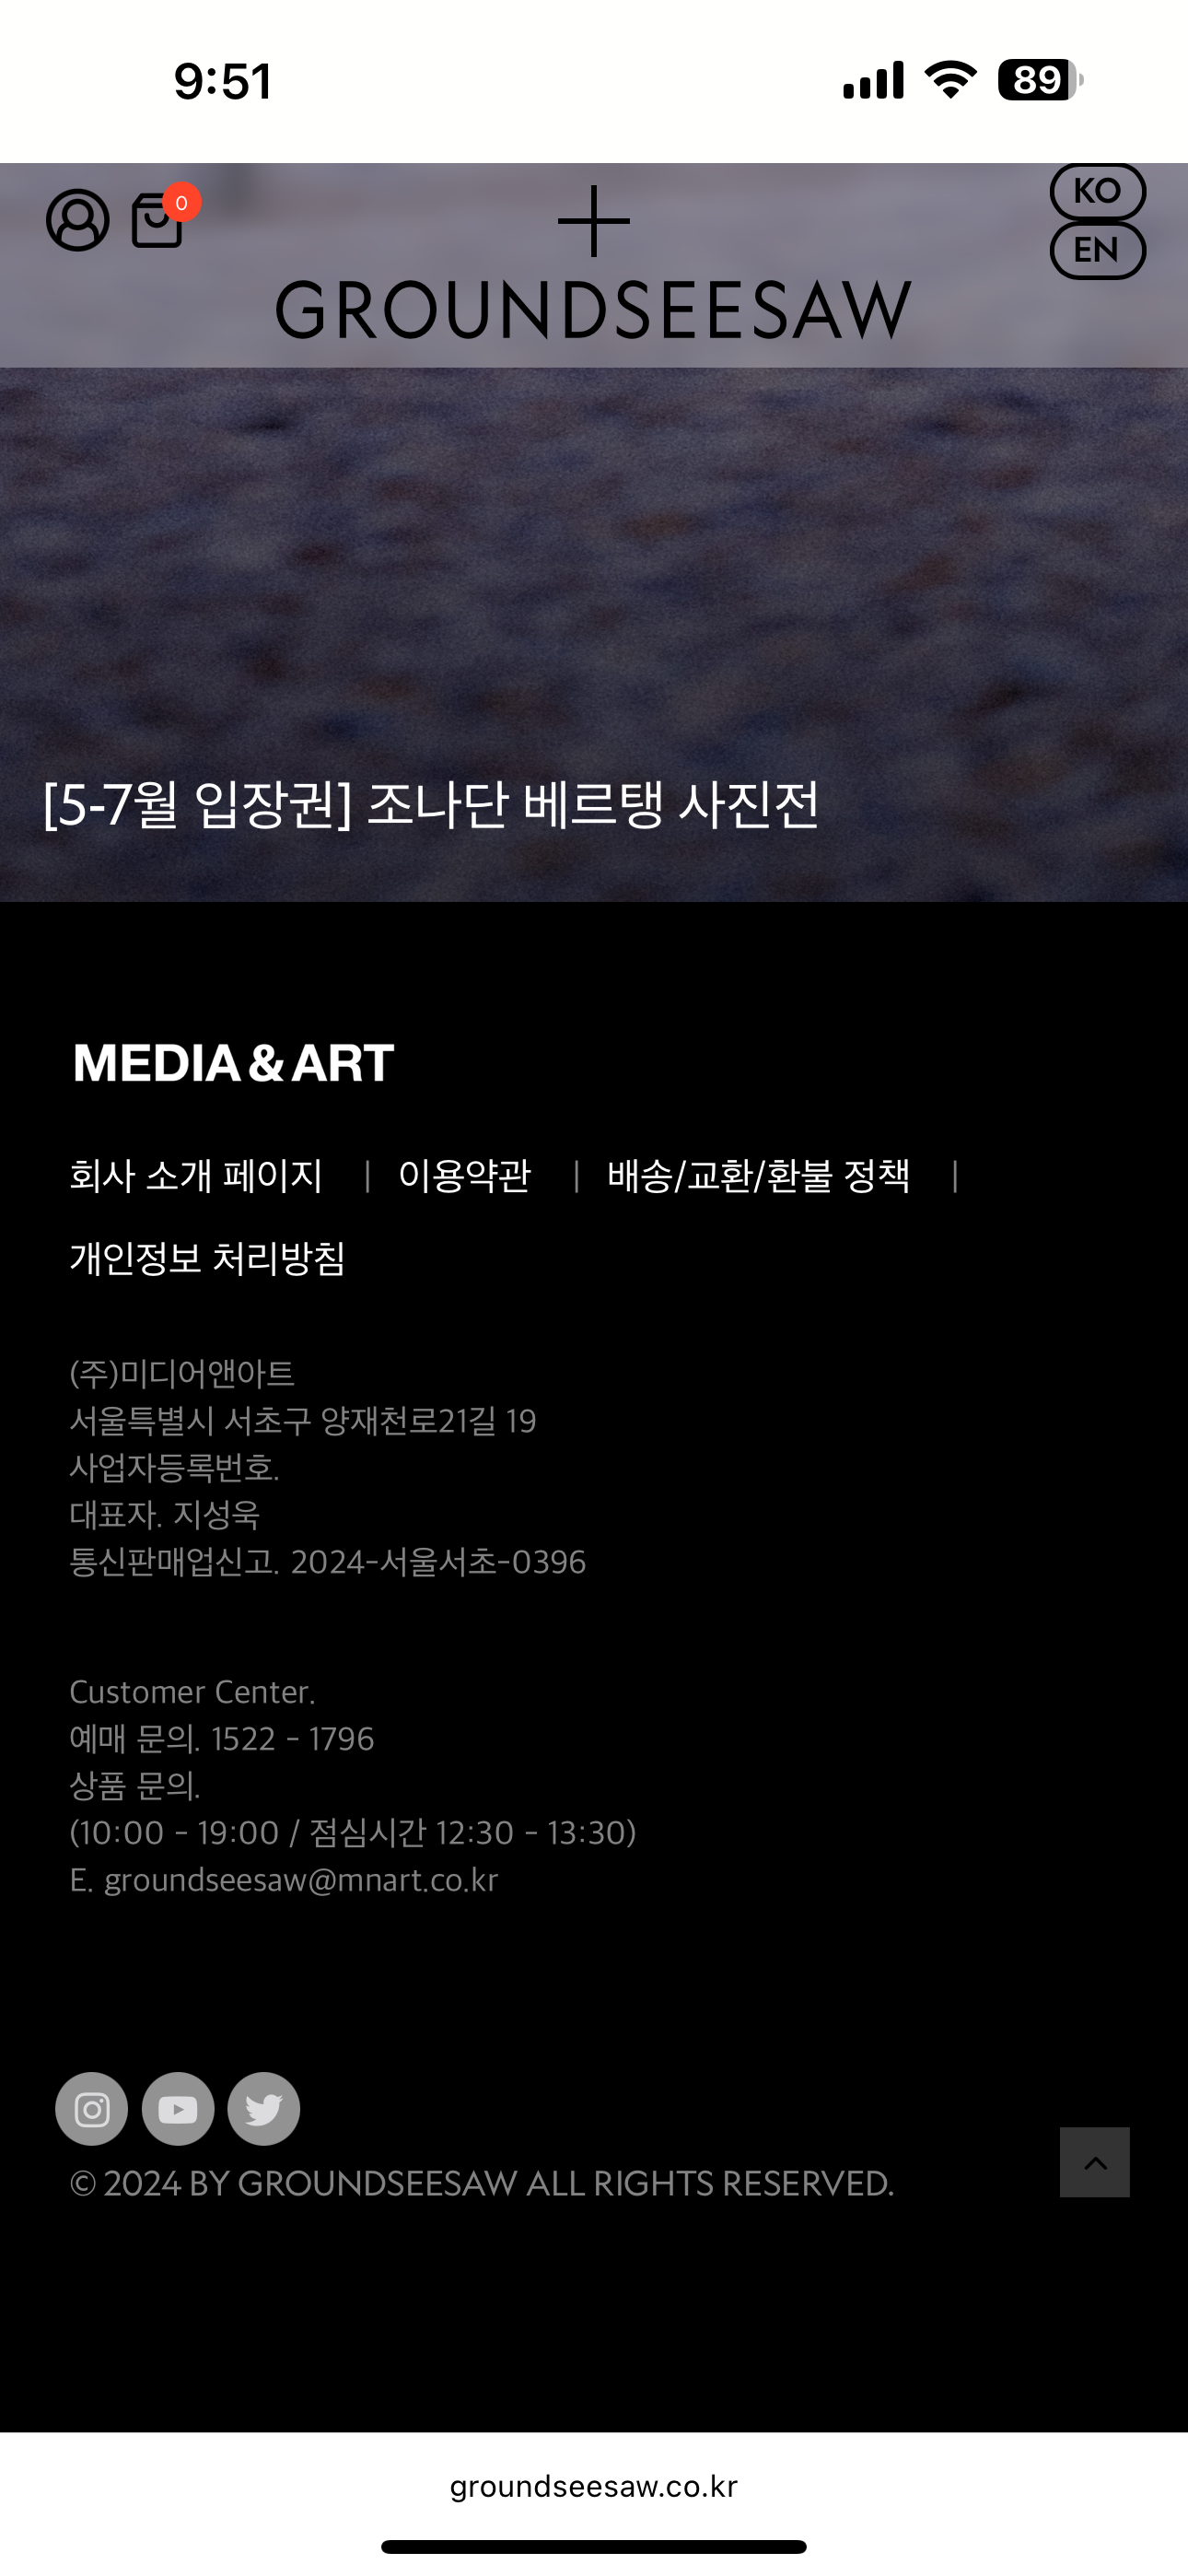 9:51
89
0
KO
EN
GROUNDSEESAW
[5-7월 입장권] 조나단 베르탱 사진전
MEDIA & ART
회사 소개 페이지 | 이용약관 | 배송/교환/환불 정책 |
개인정보 처리방침
(주)미디어앤아트
서울특별시 서초구 양재천로21길 19
사업자등록번호.
대표자. 지성욱
통신판매업신고. 2024-서울서초-0396
Customer Center.
예매 문의. 1522 - 1796
상품 문의.
(10:00 - 19:00 / 점심시간 12:30 - 13:30)
E. groundseesaw@mnart.co.kr
© 2024 BY GROUNDSEESAW ALL RIGHTS RESERVED.
groundseesaw.co.kr